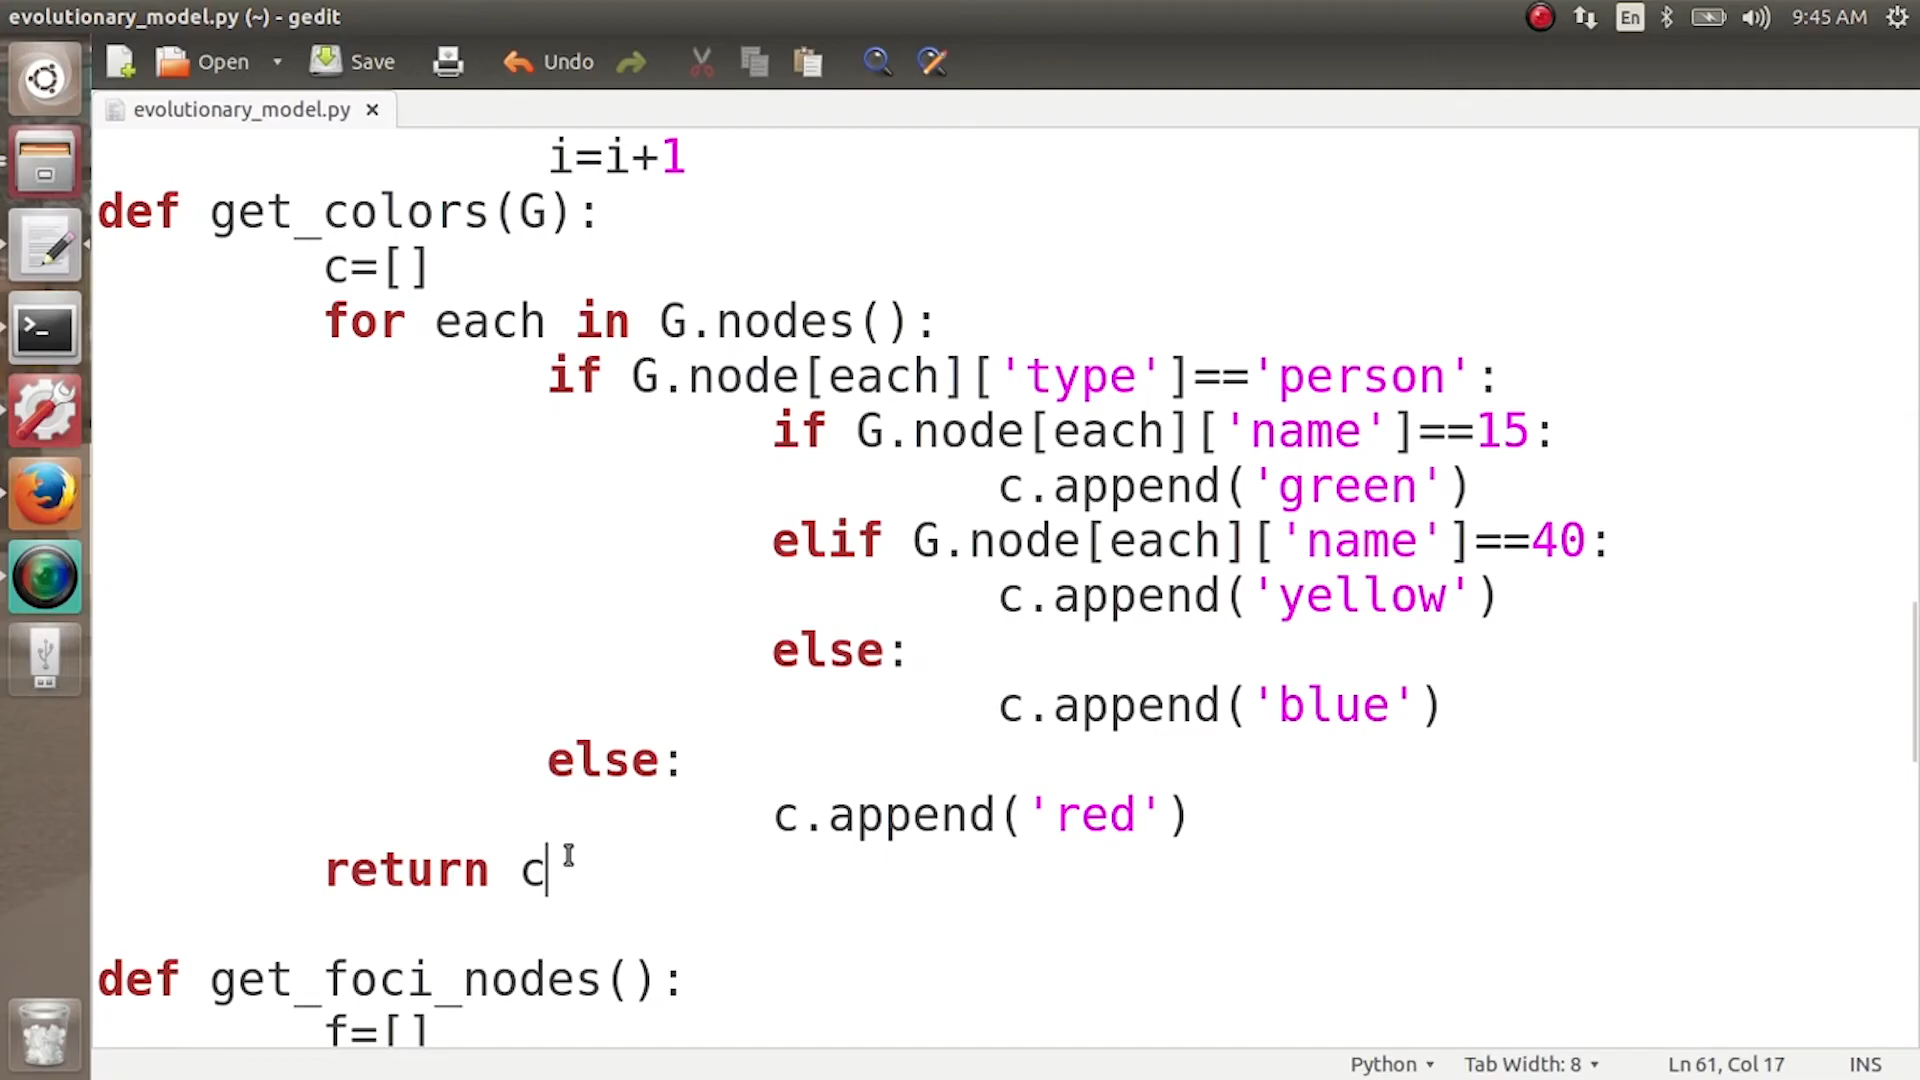 evolutionary_model.py (~) - gedit
En
9:45 AM
Open
Save
Undo
evolutionary_model.py
i=i+1
def get_colors(G):
c=[]
for each in G.nodes():
if G.node[each]['type']=='person':
if G.node[each]['name']==15:
c.append('green')
elif G.node[each]['name']==40:
c.append('yellow')
else:
c.append('blue')
else:
c.append('red')
return c
def get_foci_nodes():
f=[]
Python
Tab Width: 8
Ln 61, Col 17
INS